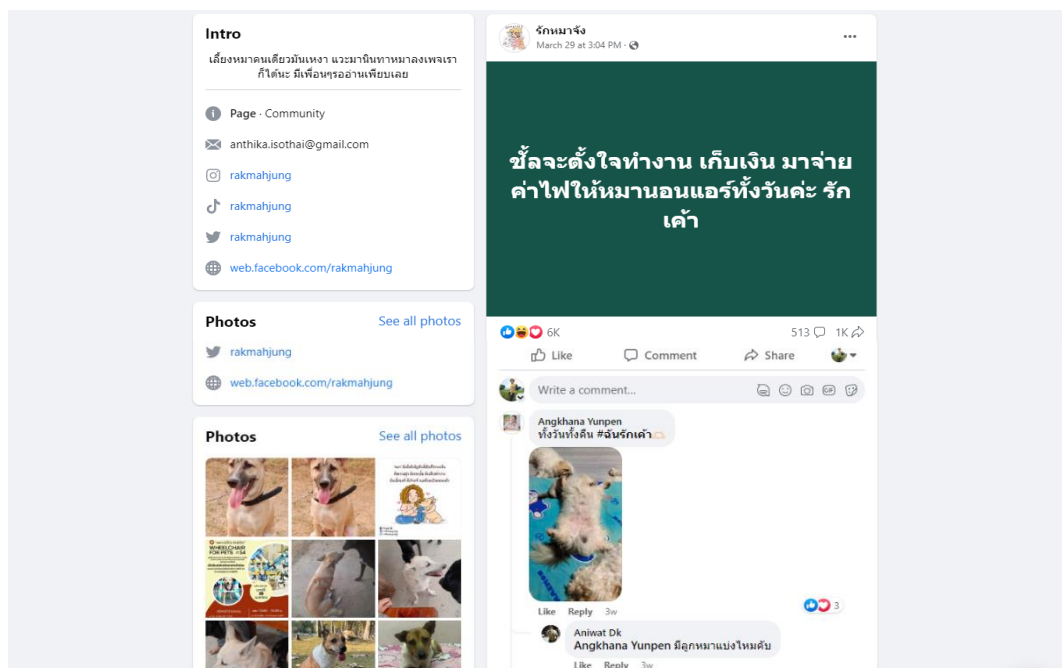 Intro
เลี้ยงหมาคนเดียวมันเหงา แวะมานินทาหมาลงเพจเรา
ก็ได้นะ มีเพื่อนๆรออ่านเพียบเลย
Page · Community
anthika.isothai@gmail.com
rakmahjung
rakmahjung
rakmahjung
web.facebook.com/rakmahjung
Photos
See all photos
rakmahjung
web.facebook.com/rakmahjung
Photos
See all photos
WHEELCHAIR
FOR PETS #54
รักหมาจัง
March 29 at 3:04 PM ·
ชั้ลจะตั้งใจทำงาน เก็บเงิน มาจ่าย
ค่าไฟให้หมานอนแอร์ทั้งวันค่ะ รัก
เค้า
6K
513
1K
Like
Comment
Share
Write a comment...
GIF
Angkhana Yunpen
ทั้งวันทั้งคืน #ฉันรักเค้า
Like Reply 3w
3
Aniwat Dk
Angkhana Yunpen มีลูกหมาแบ่งไหมคับ
Like Reply 3w